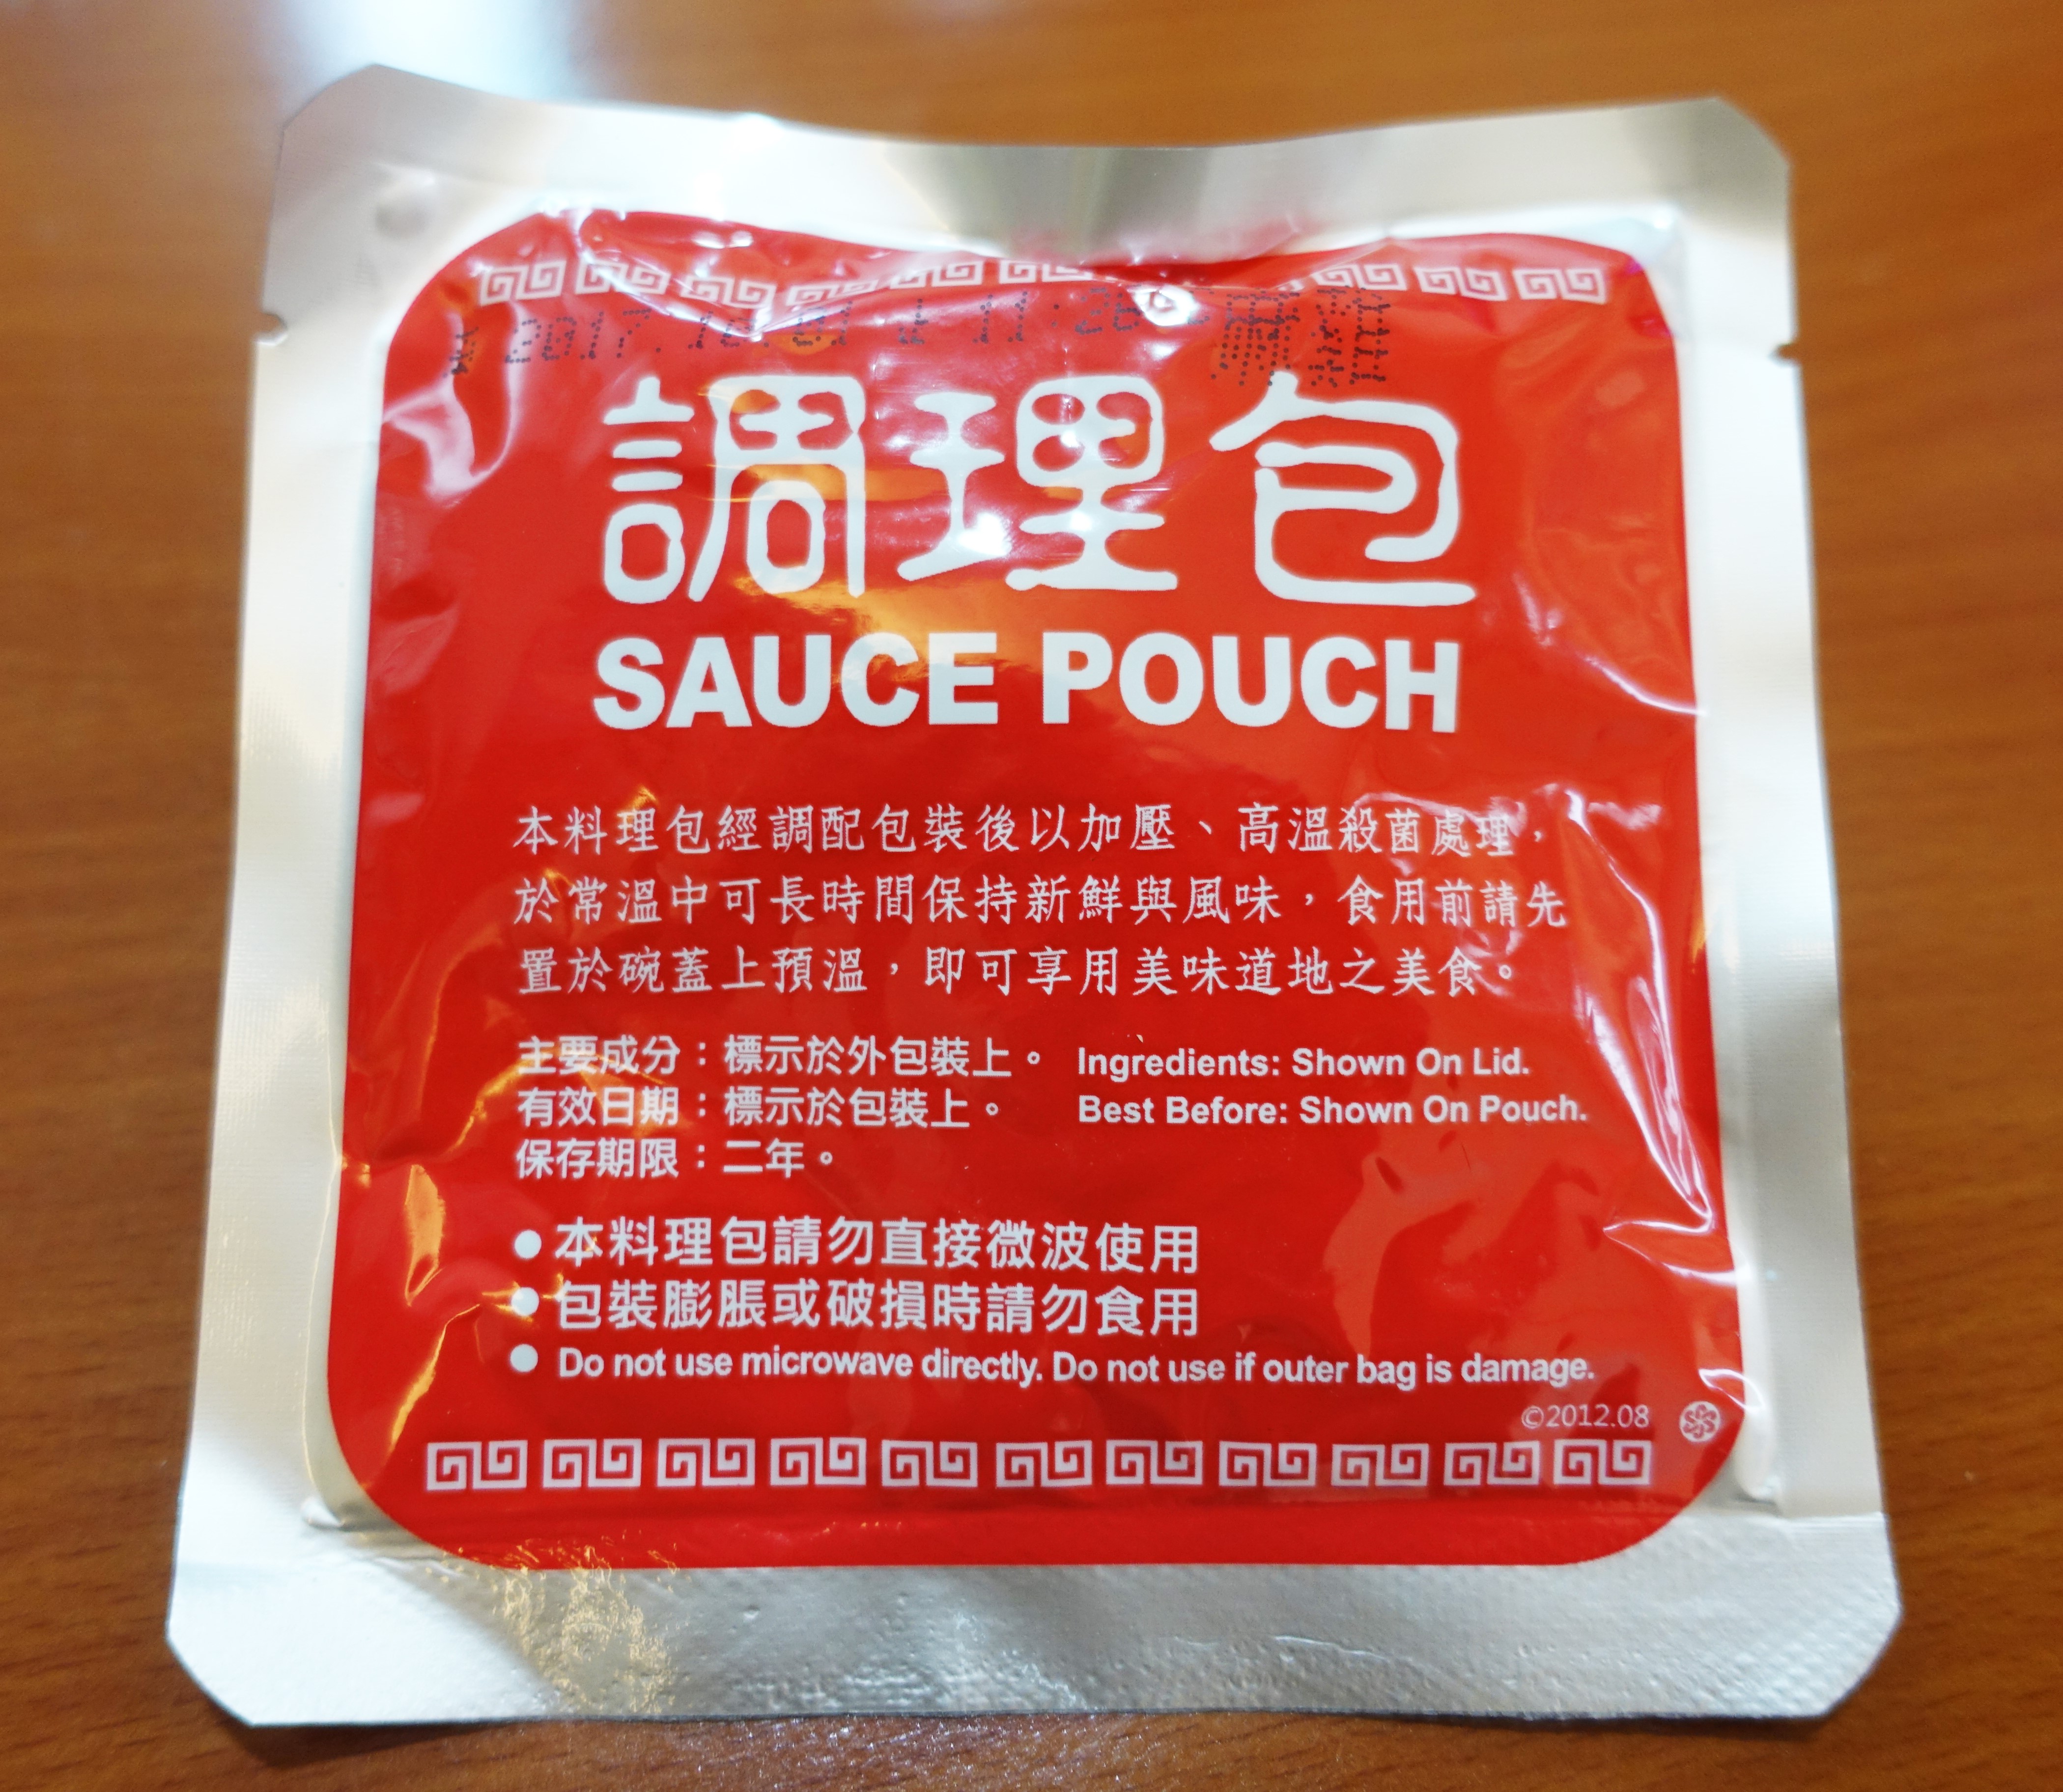 2017.10.01 11:26 麻雞
調理包
SAUCE POUCH
本料理包經調配包裝後以加壓、高溫殺菌處理，
於常溫中可長時間保持新鮮與風味，食用前請先
置於碗蓋上預溫，即可享用美味道地之美食。
主要成分：標示於外包裝上。 Ingredients: Shown On Lid.
有效日期：標示於包裝上。 Best Before: Shown On Pouch.
保存期限：二年。
●本料理包請勿直接微波使用
●包裝膨脹或破損時請勿食用
●Do not use microwave directly. Do not use if outer bag is damage.
©2012.08